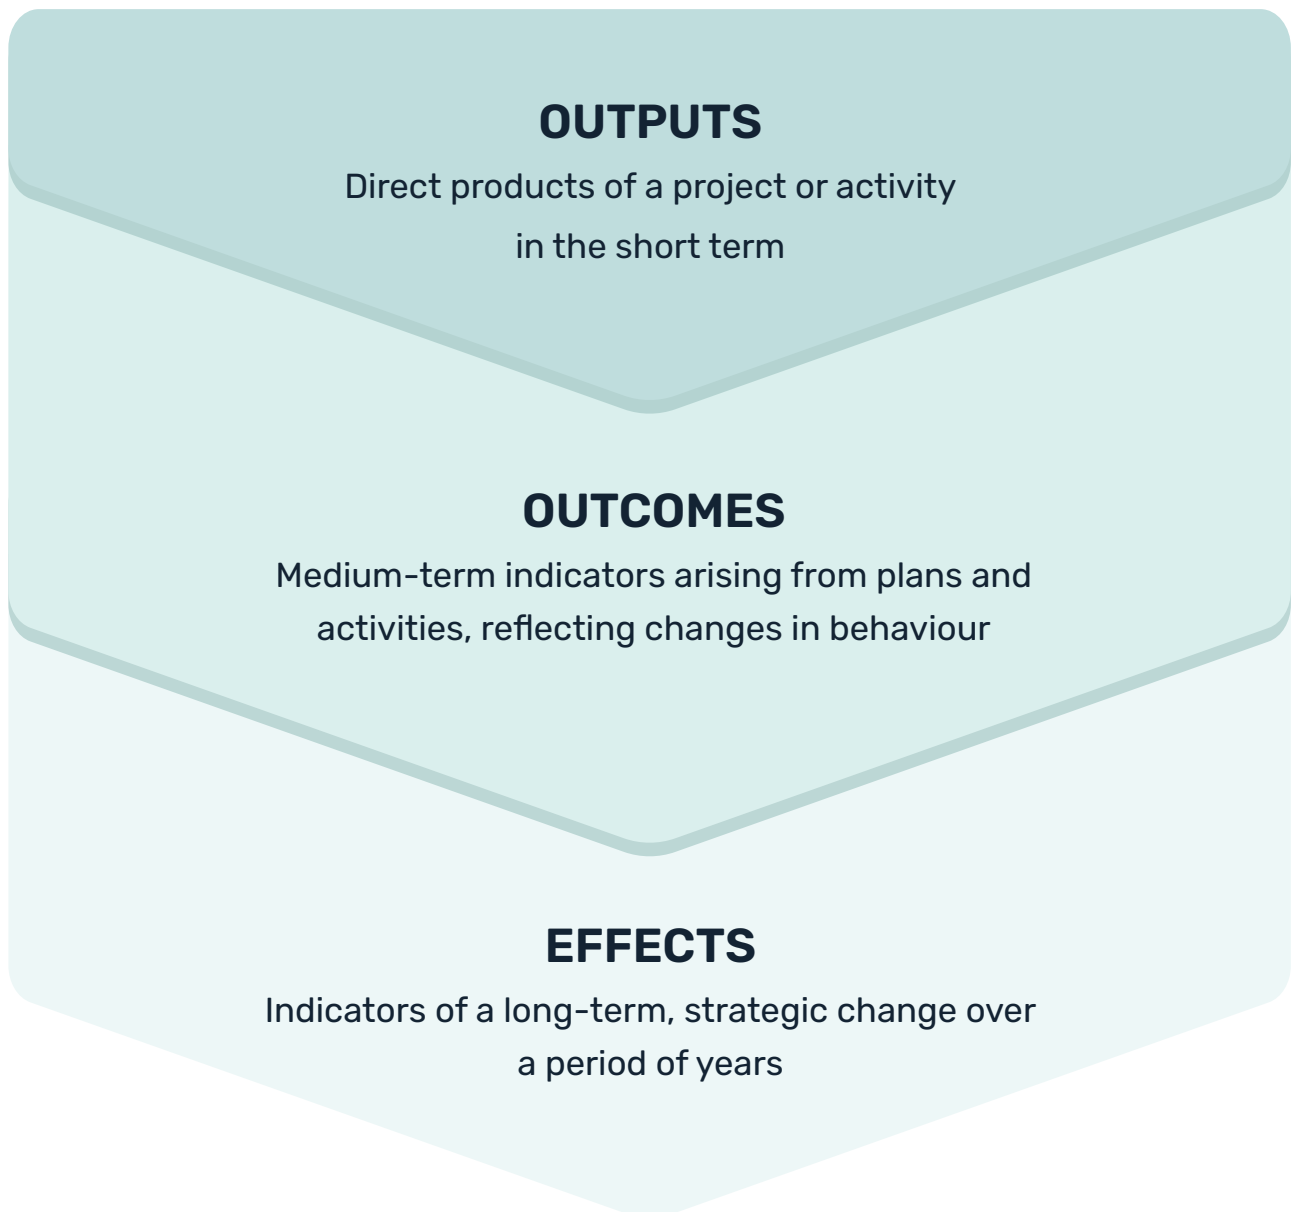 OUTPUTS
Direct products of a project or activity
in the short term
OUTCOMES
Medium-term indicators arising from plans and
activities, reflecting changes in behaviour
EFFECTS
Indicators of a long-term, strategic change over
a period of years